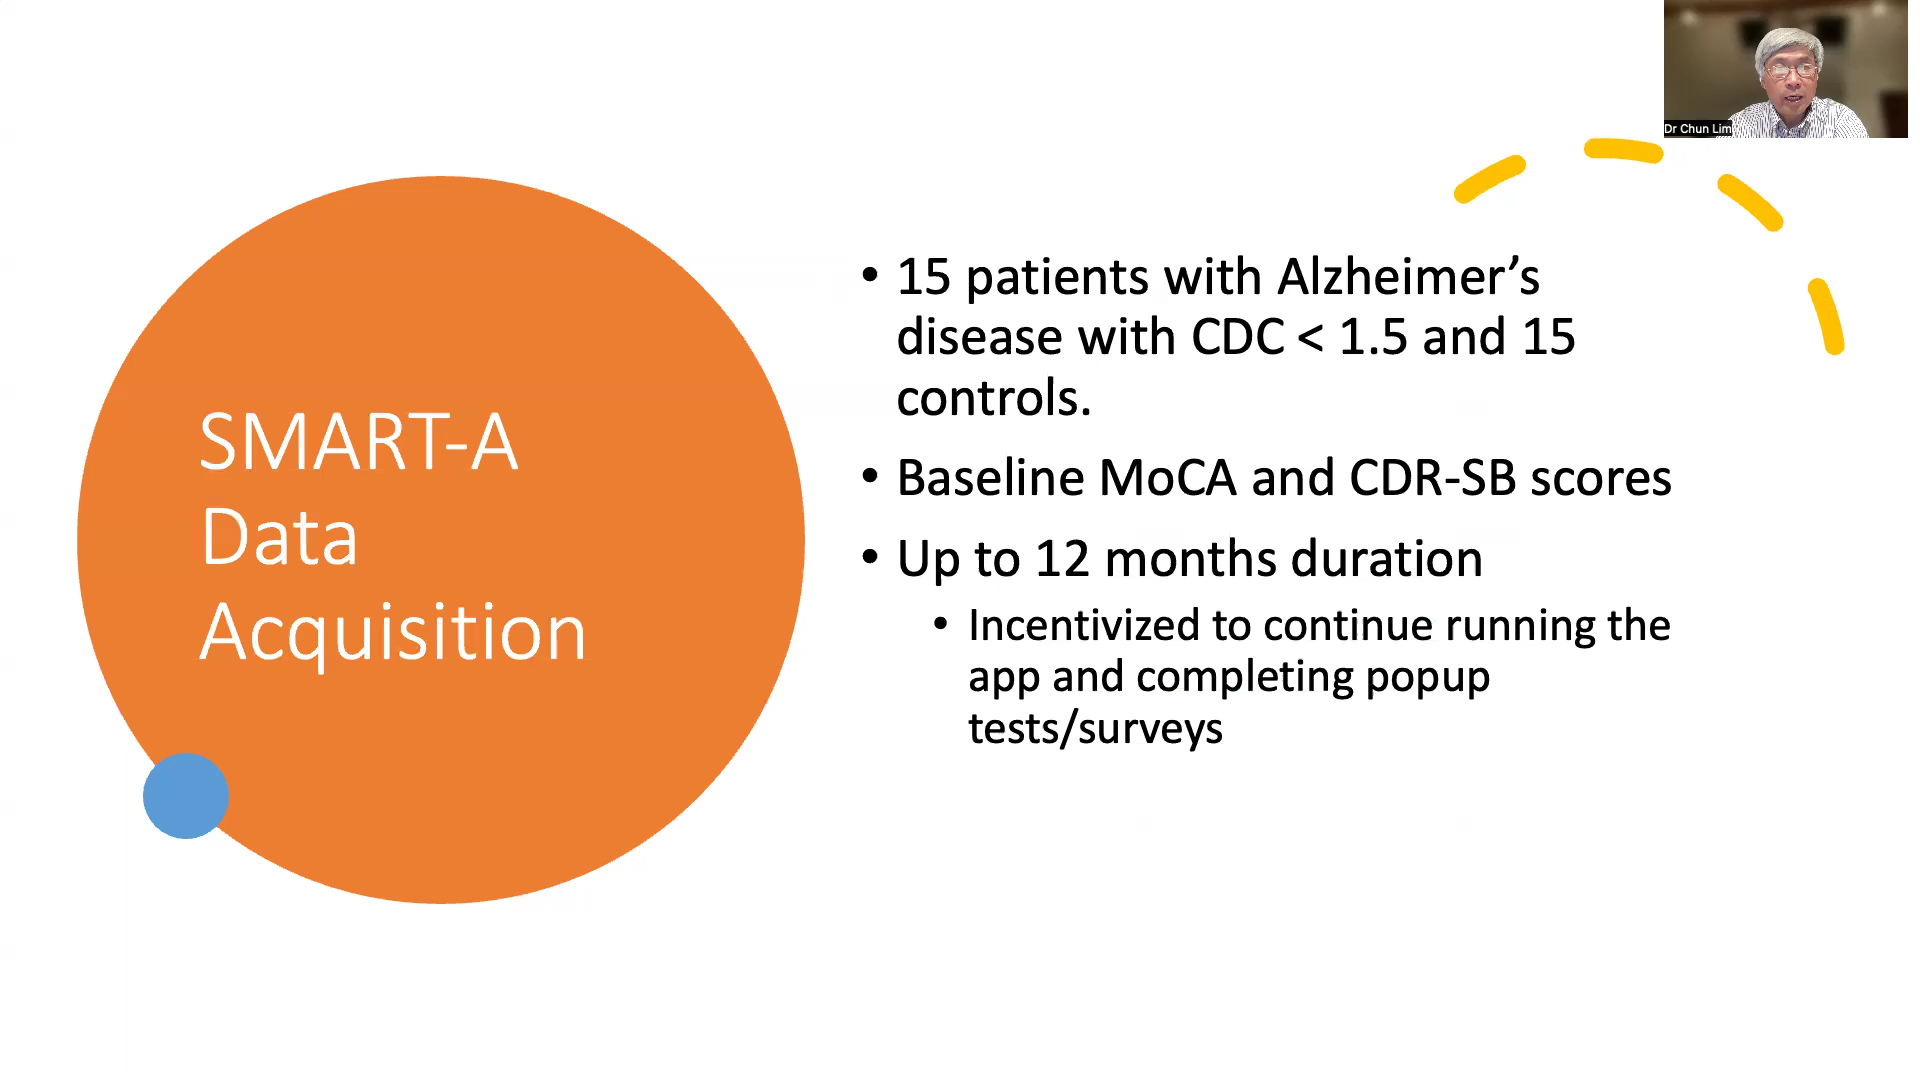 Dr Chun Lim
SMART-A
Data
Acquisition
• 15 patients with Alzheimer’s
disease with CDC < 1.5 and 15
controls.
• Baseline MoCA and CDR-SB scores
• Up to 12 months duration
• Incentivized to continue running the
app and completing popup
tests/surveys